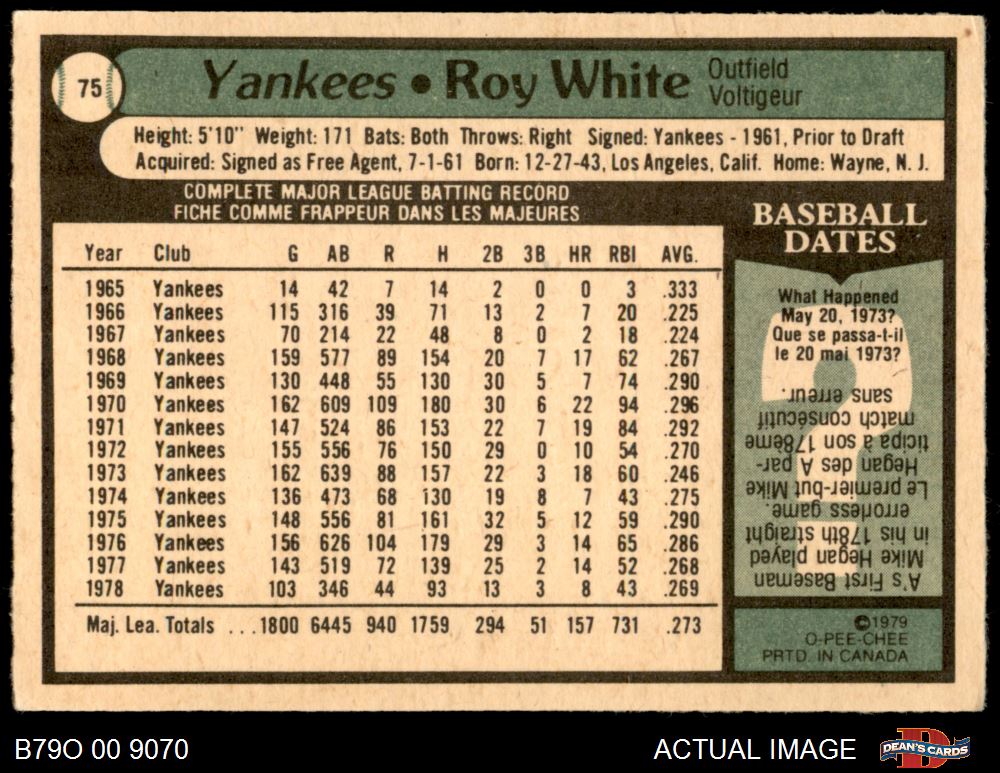 75
Yankees • Roy White
Outfield
Voltigeur
Height: 5'10" Weight: 171 Bats: Both Throws: Right Signed: Yankees - 1961, Prior to Draft
Acquired: Signed as Free Agent, 7-1-61 Born: 12-27-43, Los Angeles, Calif. Home: Wayne, N. J.
COMPLETE MAJOR LEAGUE BATTING RECORD
FICHE COMME FRAPPEUR DANS LES MAJEURES
Year Club G AB R H 2B 3B HR RBI AVG.
1965 Yankees 14 42 7 14 2 0 0 3 .333
1966 Yankees 115 316 39 71 13 2 7 20 .225
1967 Yankees 70 214 22 48 8 0 2 18 .224
1968 Yankees 159 577 89 154 20 7 17 62 .267
1969 Yankees 130 448 55 130 30 5 7 74 .290
1970 Yankees 162 609 109 180 30 6 22 94 .296
1971 Yankees 147 524 86 153 22 7 19 84 .292
1972 Yankees 155 556 76 150 29 0 10 54 .270
1973 Yankees 162 639 88 157 22 3 18 60 .246
1974 Yankees 136 473 68 130 19 8 7 43 .275
1975 Yankees 148 556 81 161 32 5 12 59 .290
1976 Yankees 156 626 104 179 29 3 14 65 .286
1977 Yankees 143 519 72 139 25 2 14 52 .268
1978 Yankees 103 346 44 93 13 3 8 43 .269
Maj. Lea. Totals ... 1800 6445 940 1759 294 51 157 731 .273
BASEBALL
DATES
What Happened
May 20, 1973?
Que se passa-t-il
le 20 mai 1973?
A's First Baseman
Mike Hegan played
in his 178th straight
errorless game.
Le premier-but Mike
Hegan des A par-
ticipa à son 178ème
match consécutif
sans erreur.
©1979
O-PEE-CHEE
PRTD. IN CANADA
B79O 00 9070
ACTUAL IMAGE
DEAN'S CARDS